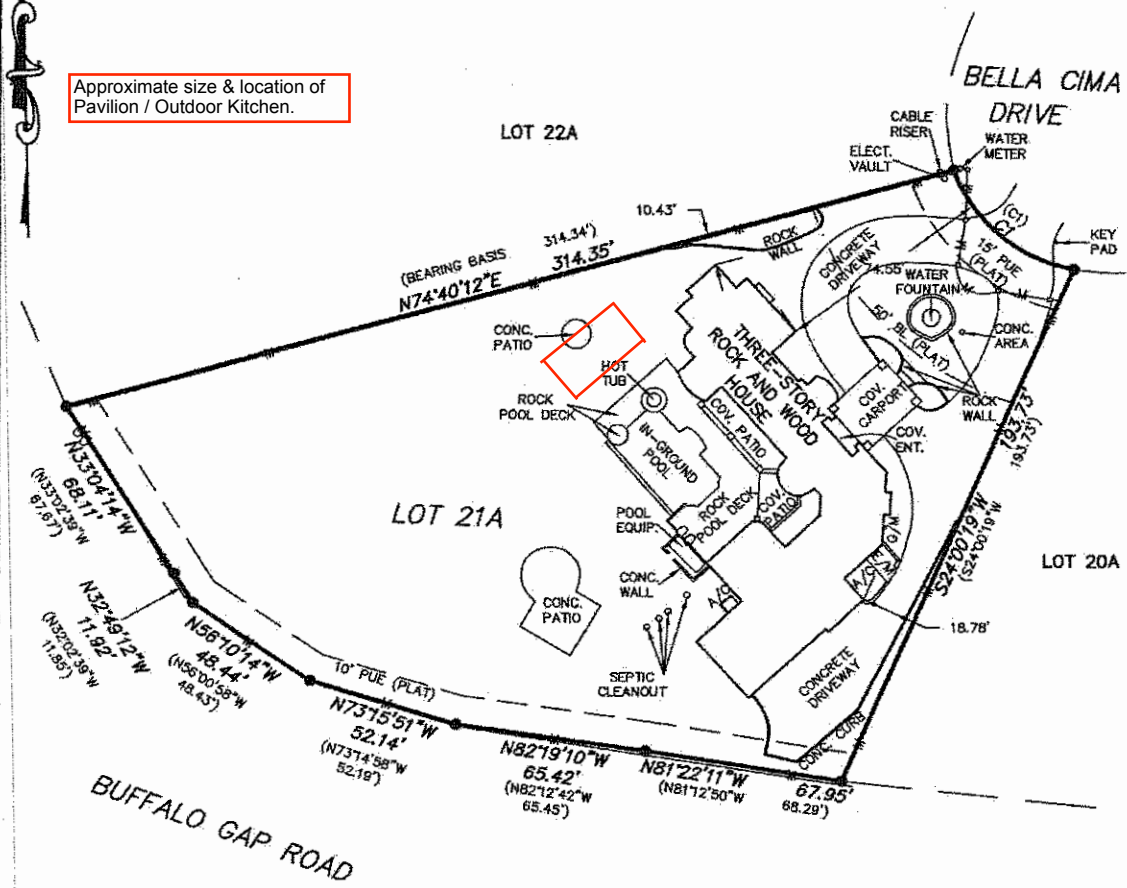 Approximate size & location of
Pavilion / Outdoor Kitchen.
BELLA CIMA
DRIVE
LOT 22A
CABLE
RISER
WATER
METER
ELECT.
VAULT
10.43'
(BEARING BASIS 314.34')
N74°40'12"E 314.35'
ROCK
WALL
CONCRETE
DRIVEWAY
74.55'
(C1)
C1
15' PUE
(PLAT)
KEY
PAD
WATER
FOUNTAIN
50' BL (PLAT)
CONC.
AREA
CONC.
PATIO
HOT
TUB
ROCK
POOL DECK
THREE-STORY
ROCK AND WOOD
HOUSE
COV. PATIO
COV.
CARPORT
ROCK
WALL
COV.
ENT.
193.73'
(193.73')
IN-GROUND
POOL
ROCK
POOL DECK
COV.
PATIO
N33°04'14"W
68.11'
(N33°02'39"W
67.67')
LOT 21A
POOL
EQUIP.
G/M
E/M
A/C
S24°00'19"W
(S24°00'19"W
LOT 20A
CONC.
WALL
A/C
CONC.
PATIO
18.78'
N32°49'12"W
11.92'
(N32°02'39"W
11.85')
N56°10'14"W
48.44'
(N56°00'58"W
48.43')
SEPTIC
CLEANOUT
CONCRETE
DRIVEWAY
10' PUE (PLAT)
N73°15'51"W
52.14'
(N73°14'58"W
52.19')
CONC. CURB
N82°19'10"W
65.42'
(N82°12'42"W
65.45')
N81°22'11"W
67.95'
(N81°12'50"W
68.29')
BUFFALO GAP ROAD